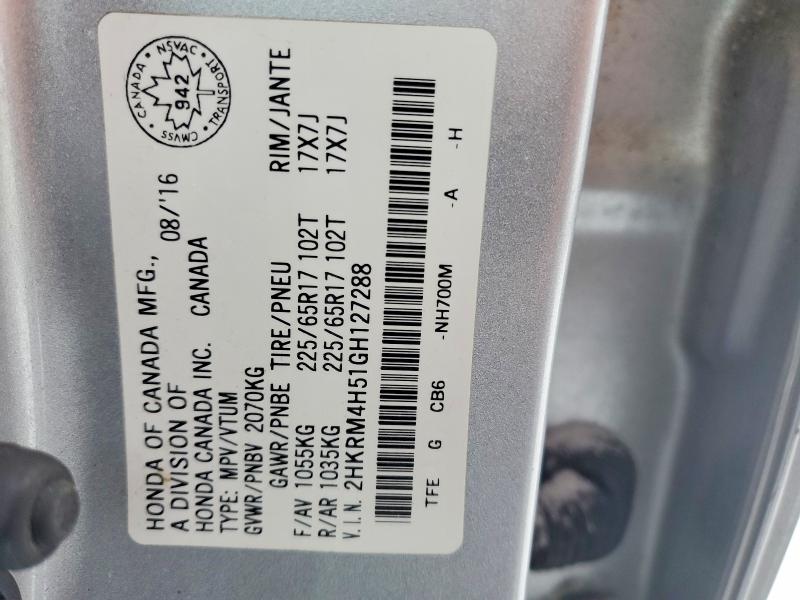 HONDA OF CANADA MFG., 08/'16
A DIVISION OF
HONDA CANADA INC. CANADA
TYPE: MPV/VTUM
GVWR/PNBV 2070KG
GAWR/PNBE TIRE/PNEU RIM/JANTE
F/AV 1055KG 225/65R17 102T 17X7J
R/AR 1035KG 225/65R17 102T 17X7J
V.I.N. 2HKRM4H51GH127288
TFE G CB6 -NH700M -A -H
CANADA • NSVAC • TRANSPORT • CMVSS •
942